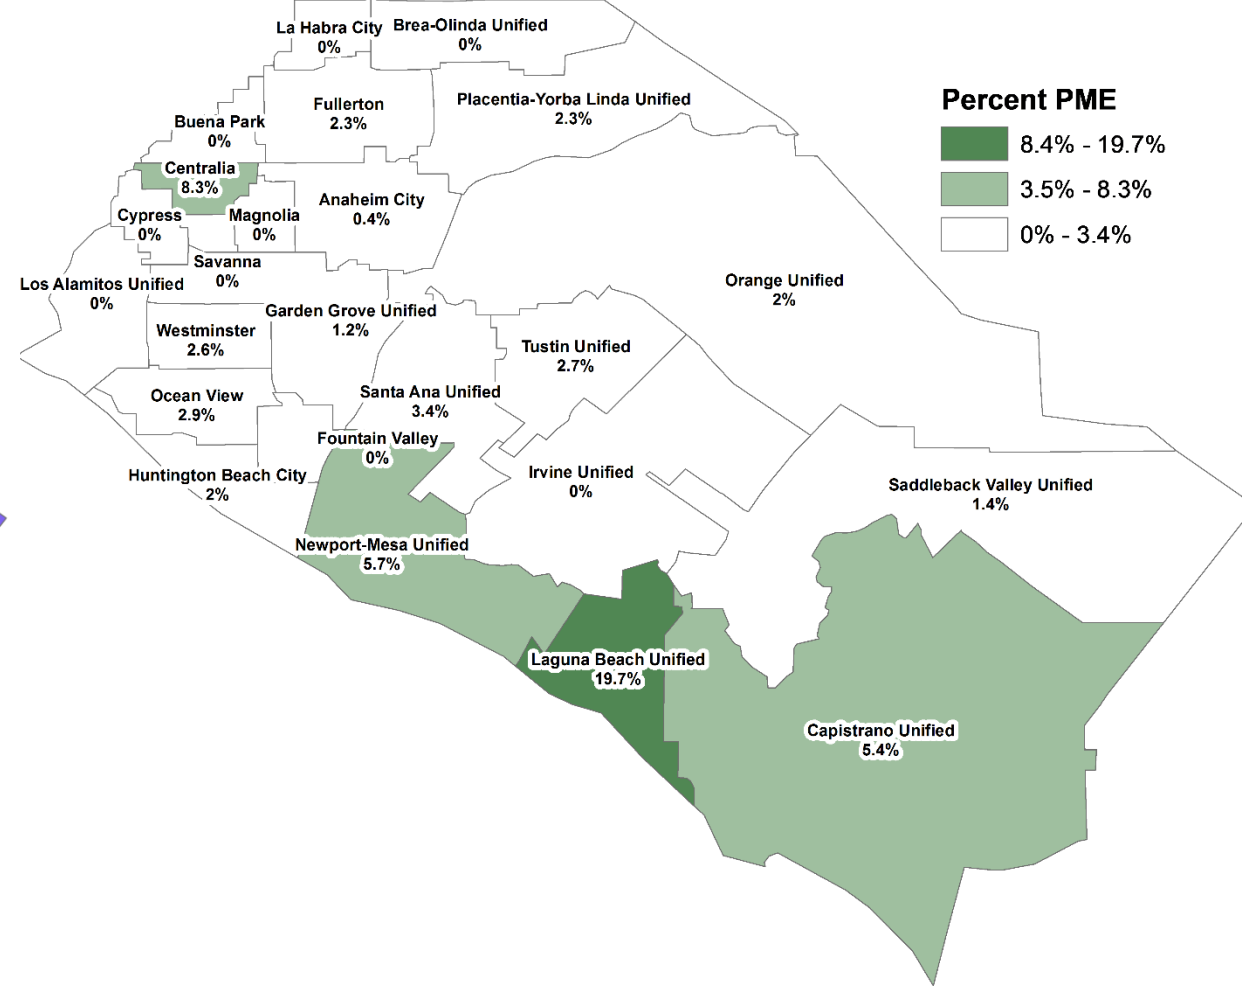 La Habra City
0%
Brea-Olinda Unified
0%
Fullerton
2.3%
Placentia-Yorba Linda Unified
2.3%
Percent PME
8.4% - 19.7%
3.5% - 8.3%
0% - 3.4%
Buena Park
0%
Centralia
8.3%
Anaheim City
0.4%
Cypress
0%
Magnolia
0%
Savanna
0%
Los Alamitos Unified
0%
Orange Unified
2%
Garden Grove Unified
1.2%
Westminster
2.6%
Tustin Unified
2.7%
Ocean View
2.9%
Santa Ana Unified
3.4%
Fountain Valley
0%
Huntington Beach City
2%
Irvine Unified
0%
Saddleback Valley Unified
1.4%
Newport-Mesa Unified
5.7%
Laguna Beach Unified
19.7%
Capistrano Unified
5.4%